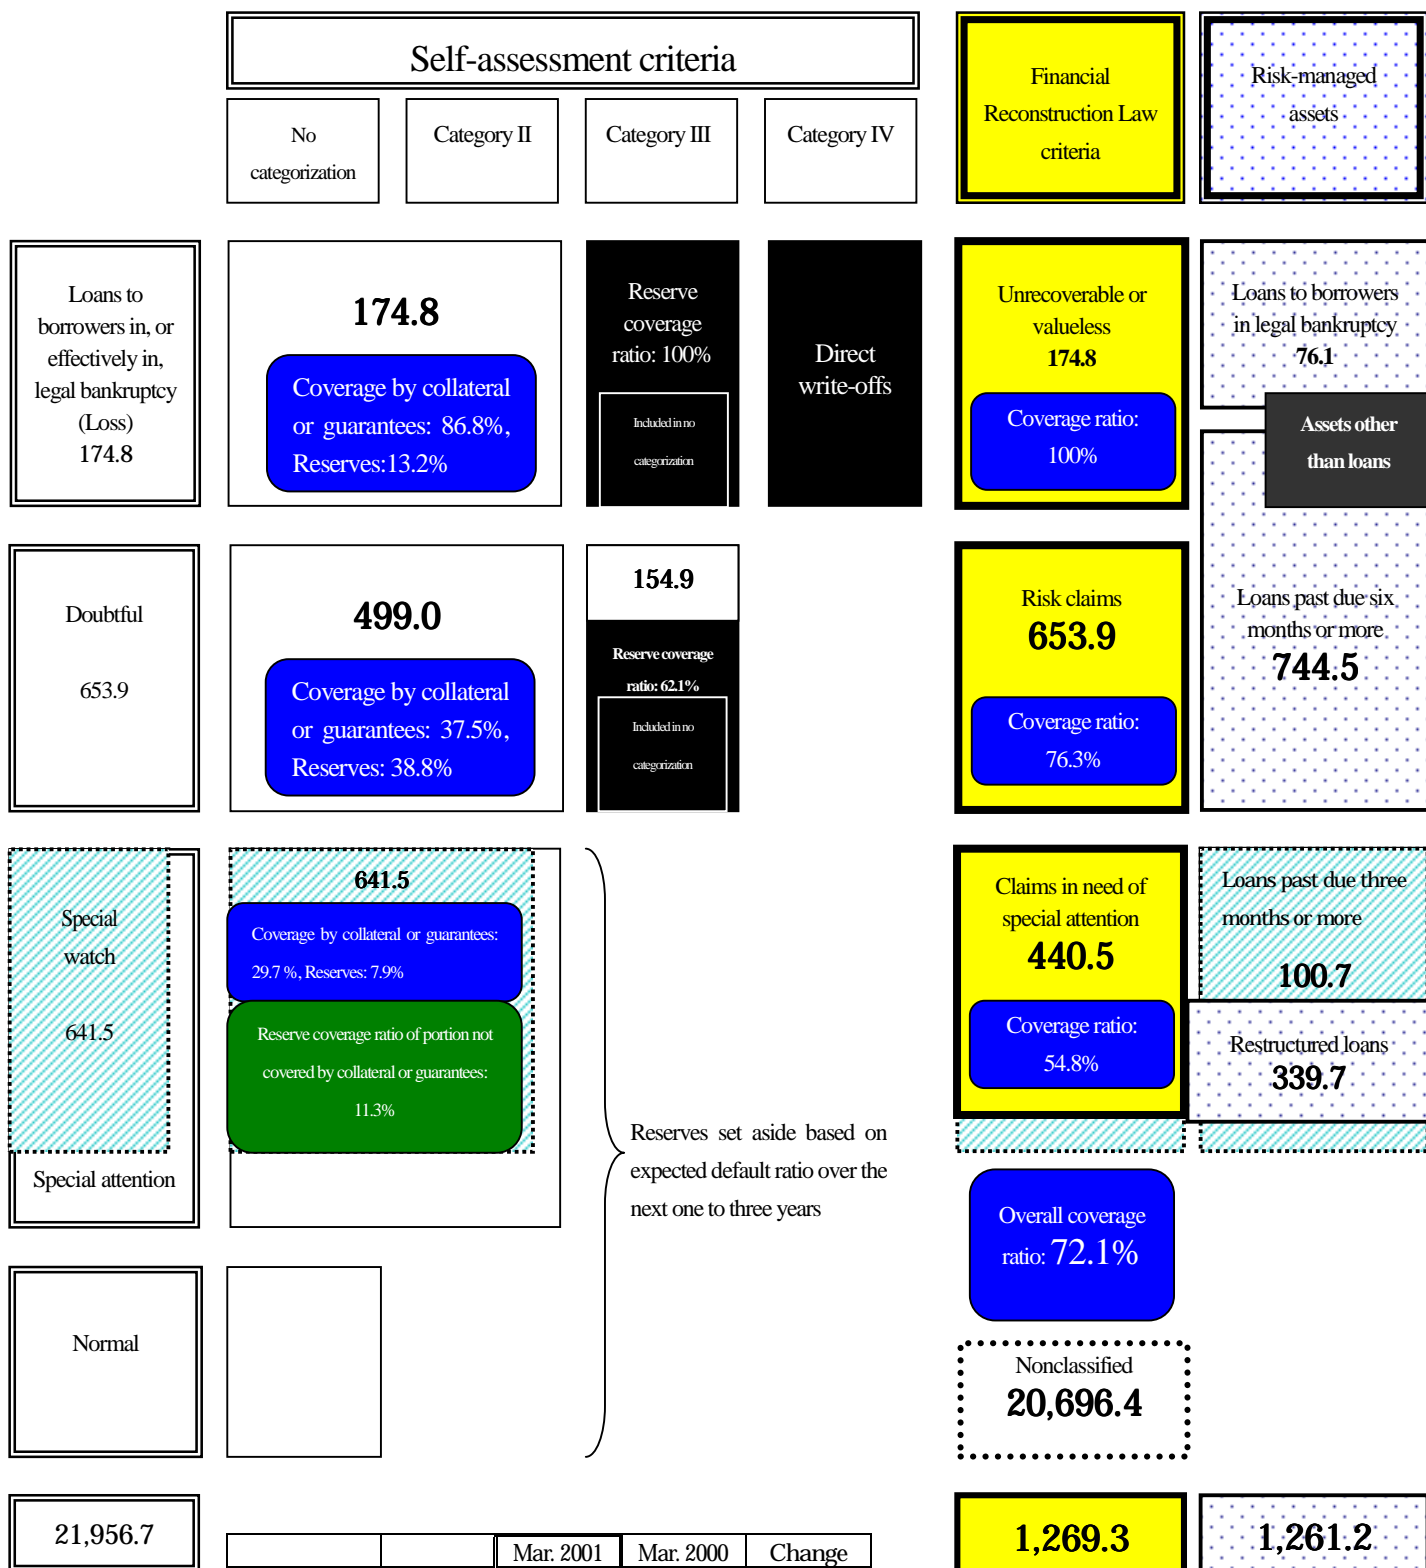 Self-assessment criteria
No
categorization
Category II
Category III
Category IV
Financial
Reconstruction Law
criteria
Risk-managed
assets
Loans to
borrowers in, or
effectively in,
legal bankruptcy
(Loss)
174.8
174.8
Coverage by collateral
or guarantees: 86.8%,
Reserves:13.2%
Reserve
coverage
ratio: 100%
Included in no
categorization
Direct
write-offs
Unrecoverable or
valueless
174.8
Coverage ratio:
100%
Loans to borrowers
in legal bankruptcy
76.1
Assets other
than loans
Doubtful
653.9
499.0
Coverage by collateral
or guarantees: 37.5%,
Reserves: 38.8%
154.9
Reserve coverage
ratio: 62.1%
Included in no
categorization
Risk claims
653.9
Coverage ratio:
76.3%
Loans past due six
months or more
744.5
Special
watch
641.5
Special attention
641.5
Coverage by collateral or guarantees:
29.7 %, Reserves: 7.9%
Reserve coverage ratio of portion not
covered by collateral or guarantees:
11.3%
Reserves set aside based on
expected default ratio over the
next one to three years
Claims in need of
special attention
440.5
Coverage ratio:
54.8%
Loans past due three
months or more
100.7
Restructured loans
339.7
Overall coverage
ratio: 72.1%
Normal
Nonclassified
20,696.4
21,956.7
Mar. 2001 Mar. 2000 Change
1,269.3
1,261.2